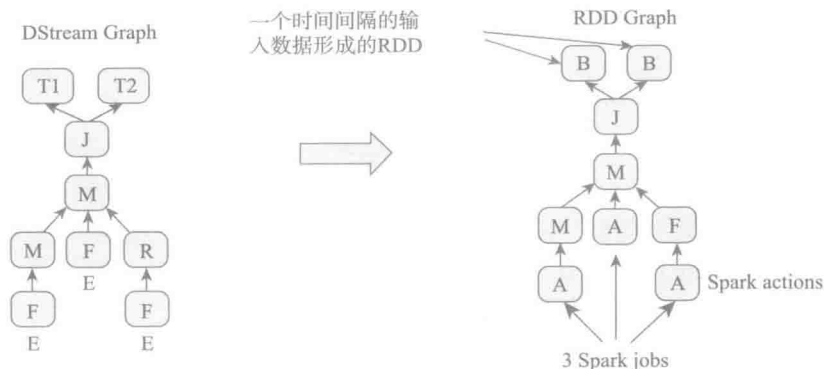 DStream Graph
一个时间间隔的输
入数据形成的RDD
RDD Graph
T1 T2
J
M
M F R
E
F F
E E
B B
J
M
M A F
A A Spark actions
3 Spark jobs